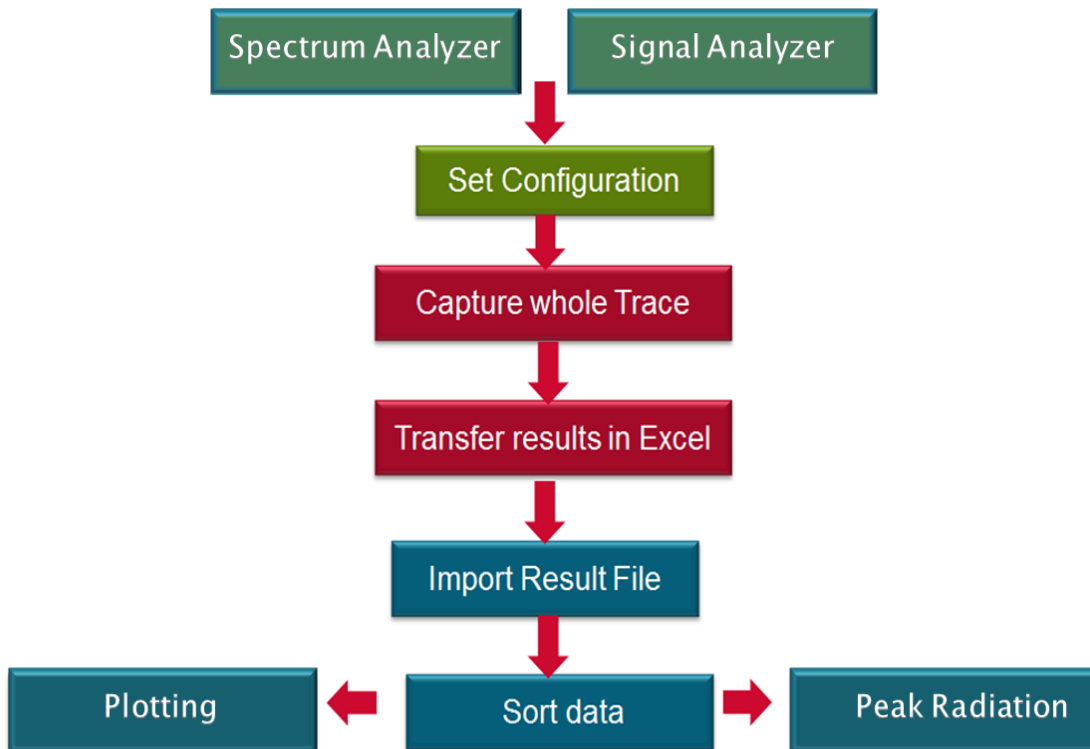 Spectrum Analyzer
Signal Analyzer
Set Configuration
Capture whole Trace
Transfer results in Excel
Import Result File
Plotting
Sort data
Peak Radiation